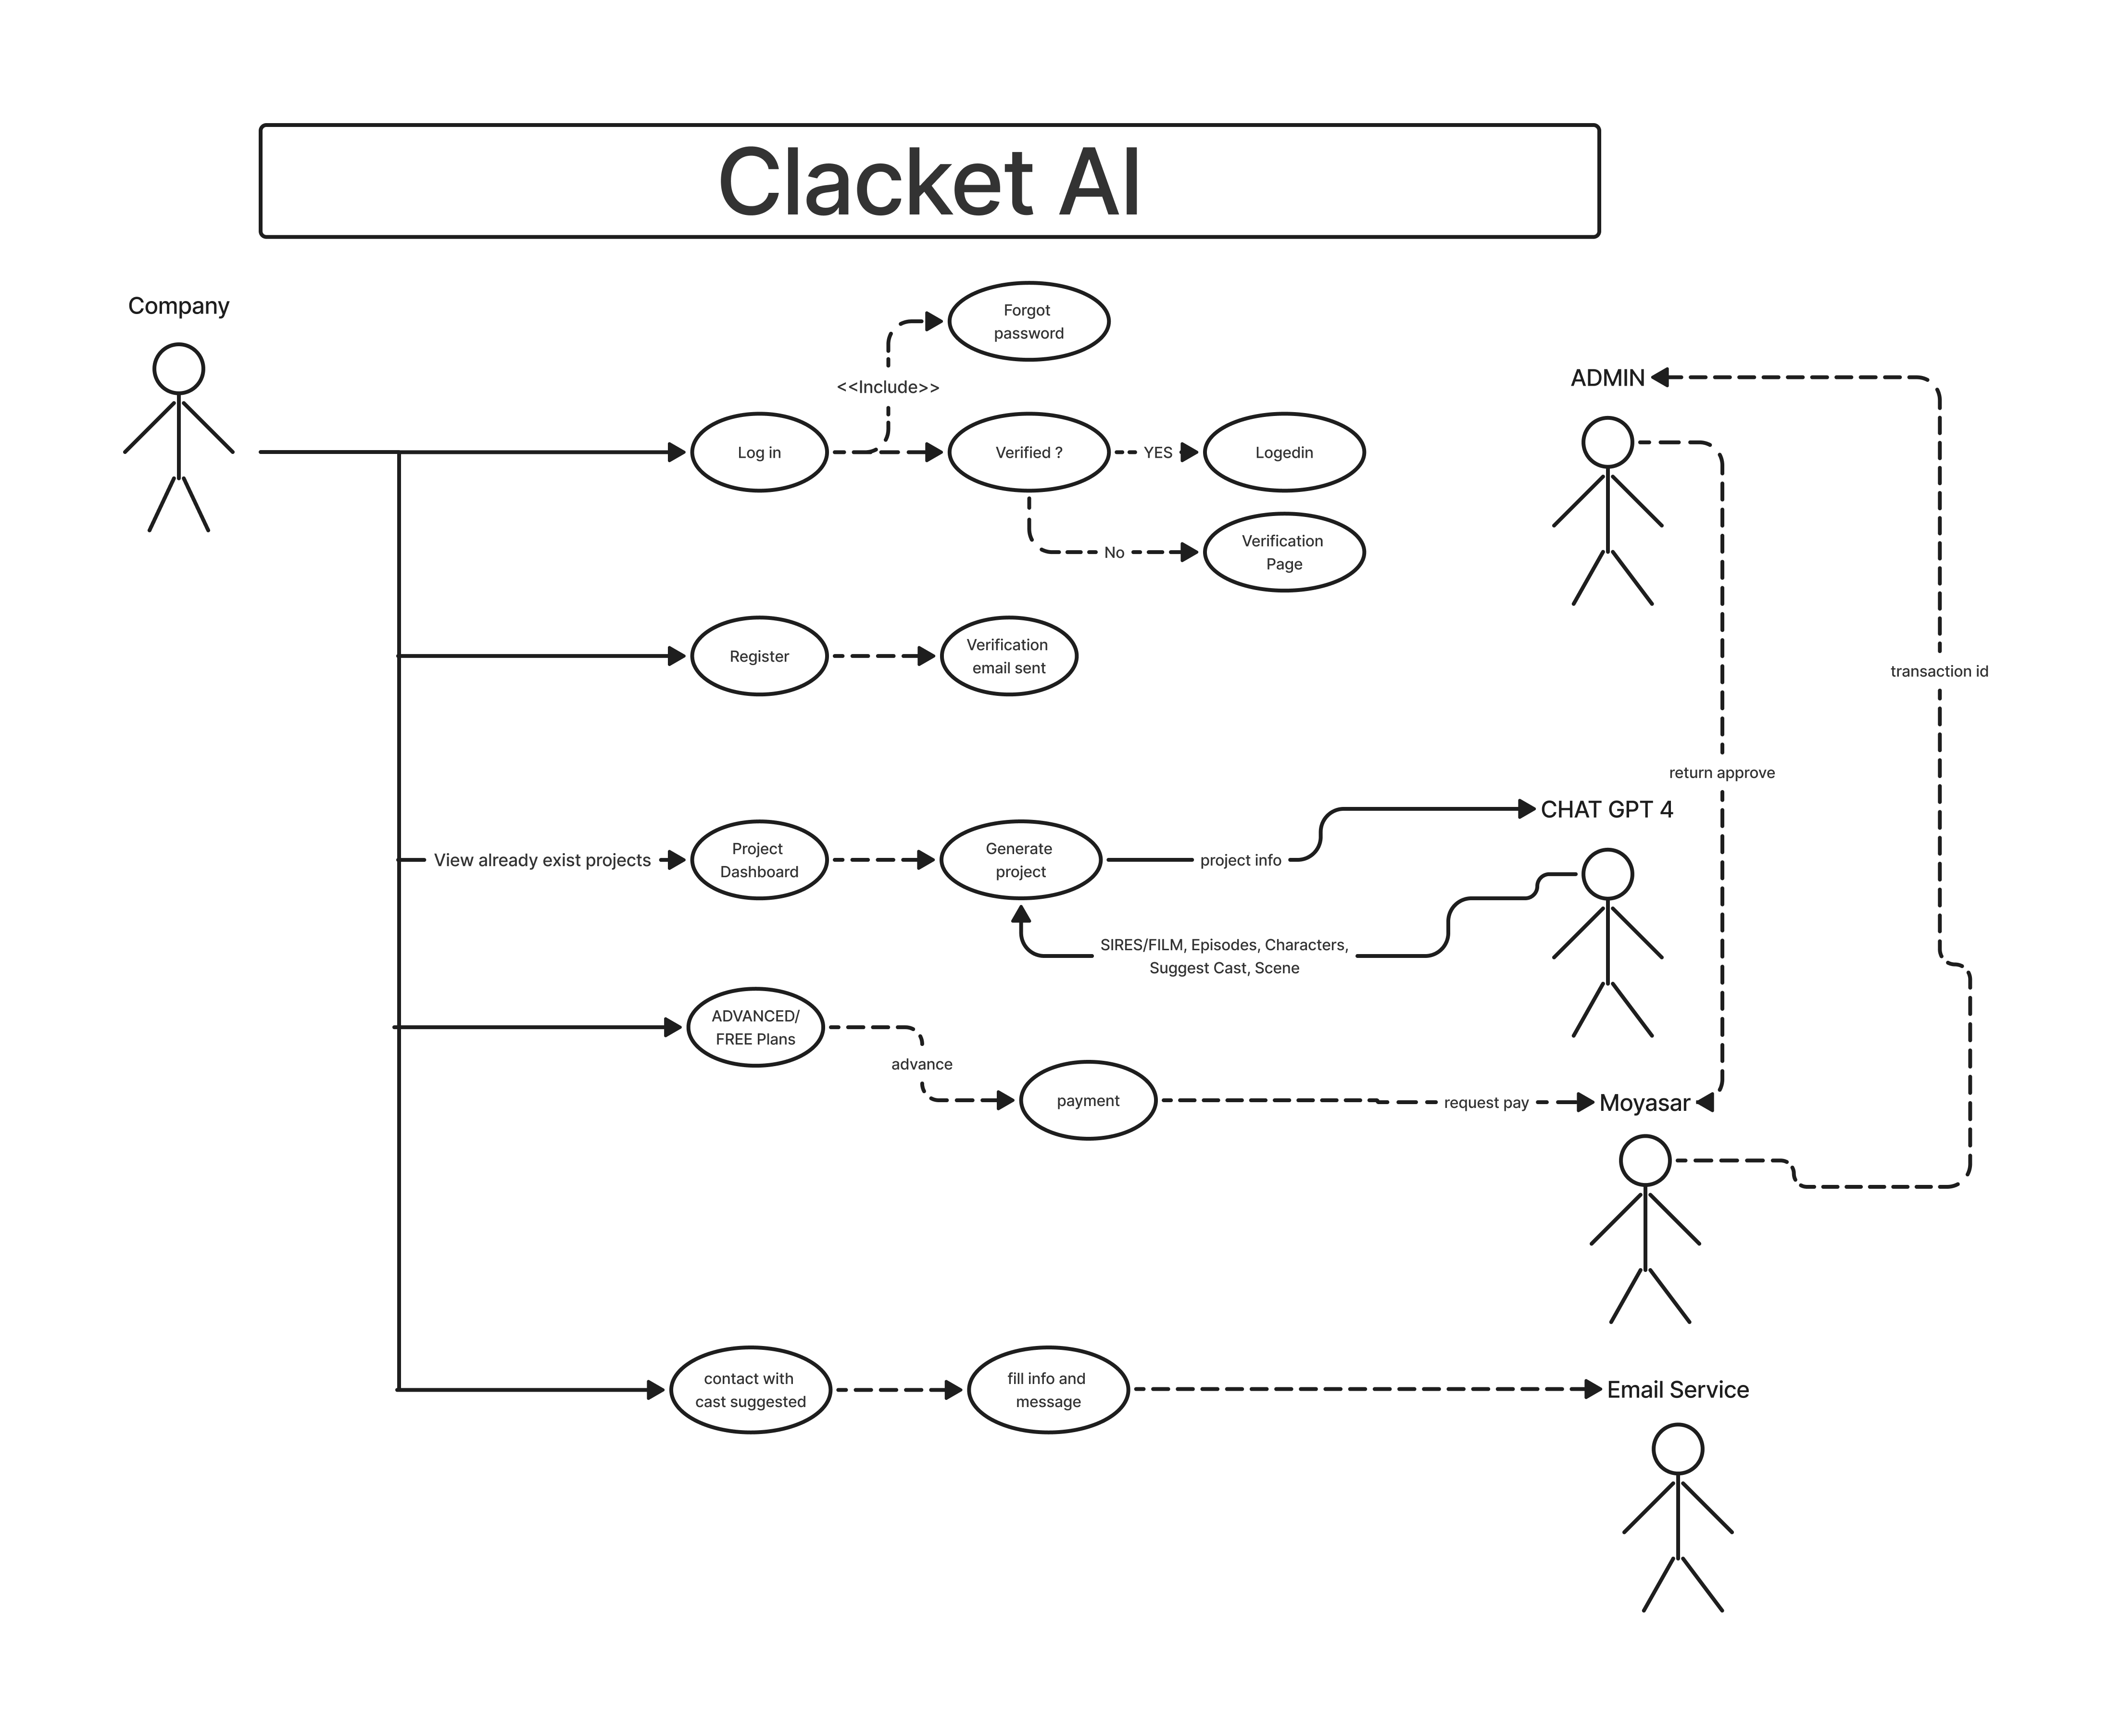 Clacket AI
Company
Forgot
password
<<Include>>
ADMIN
Log in
Verified ?
YES
Logedin
No
Verification
Page
Register
Verification
email sent
transaction id
return approve
CHAT GPT 4
View already exist projects
Project
Dashboard
Generate
project
project info
SIRES/FILM, Episodes, Characters,
Suggest Cast, Scene
ADVANCED/
FREE Plans
advance
payment
request pay
Moyasar
contact with
cast suggested
fill info and
message
Email Service